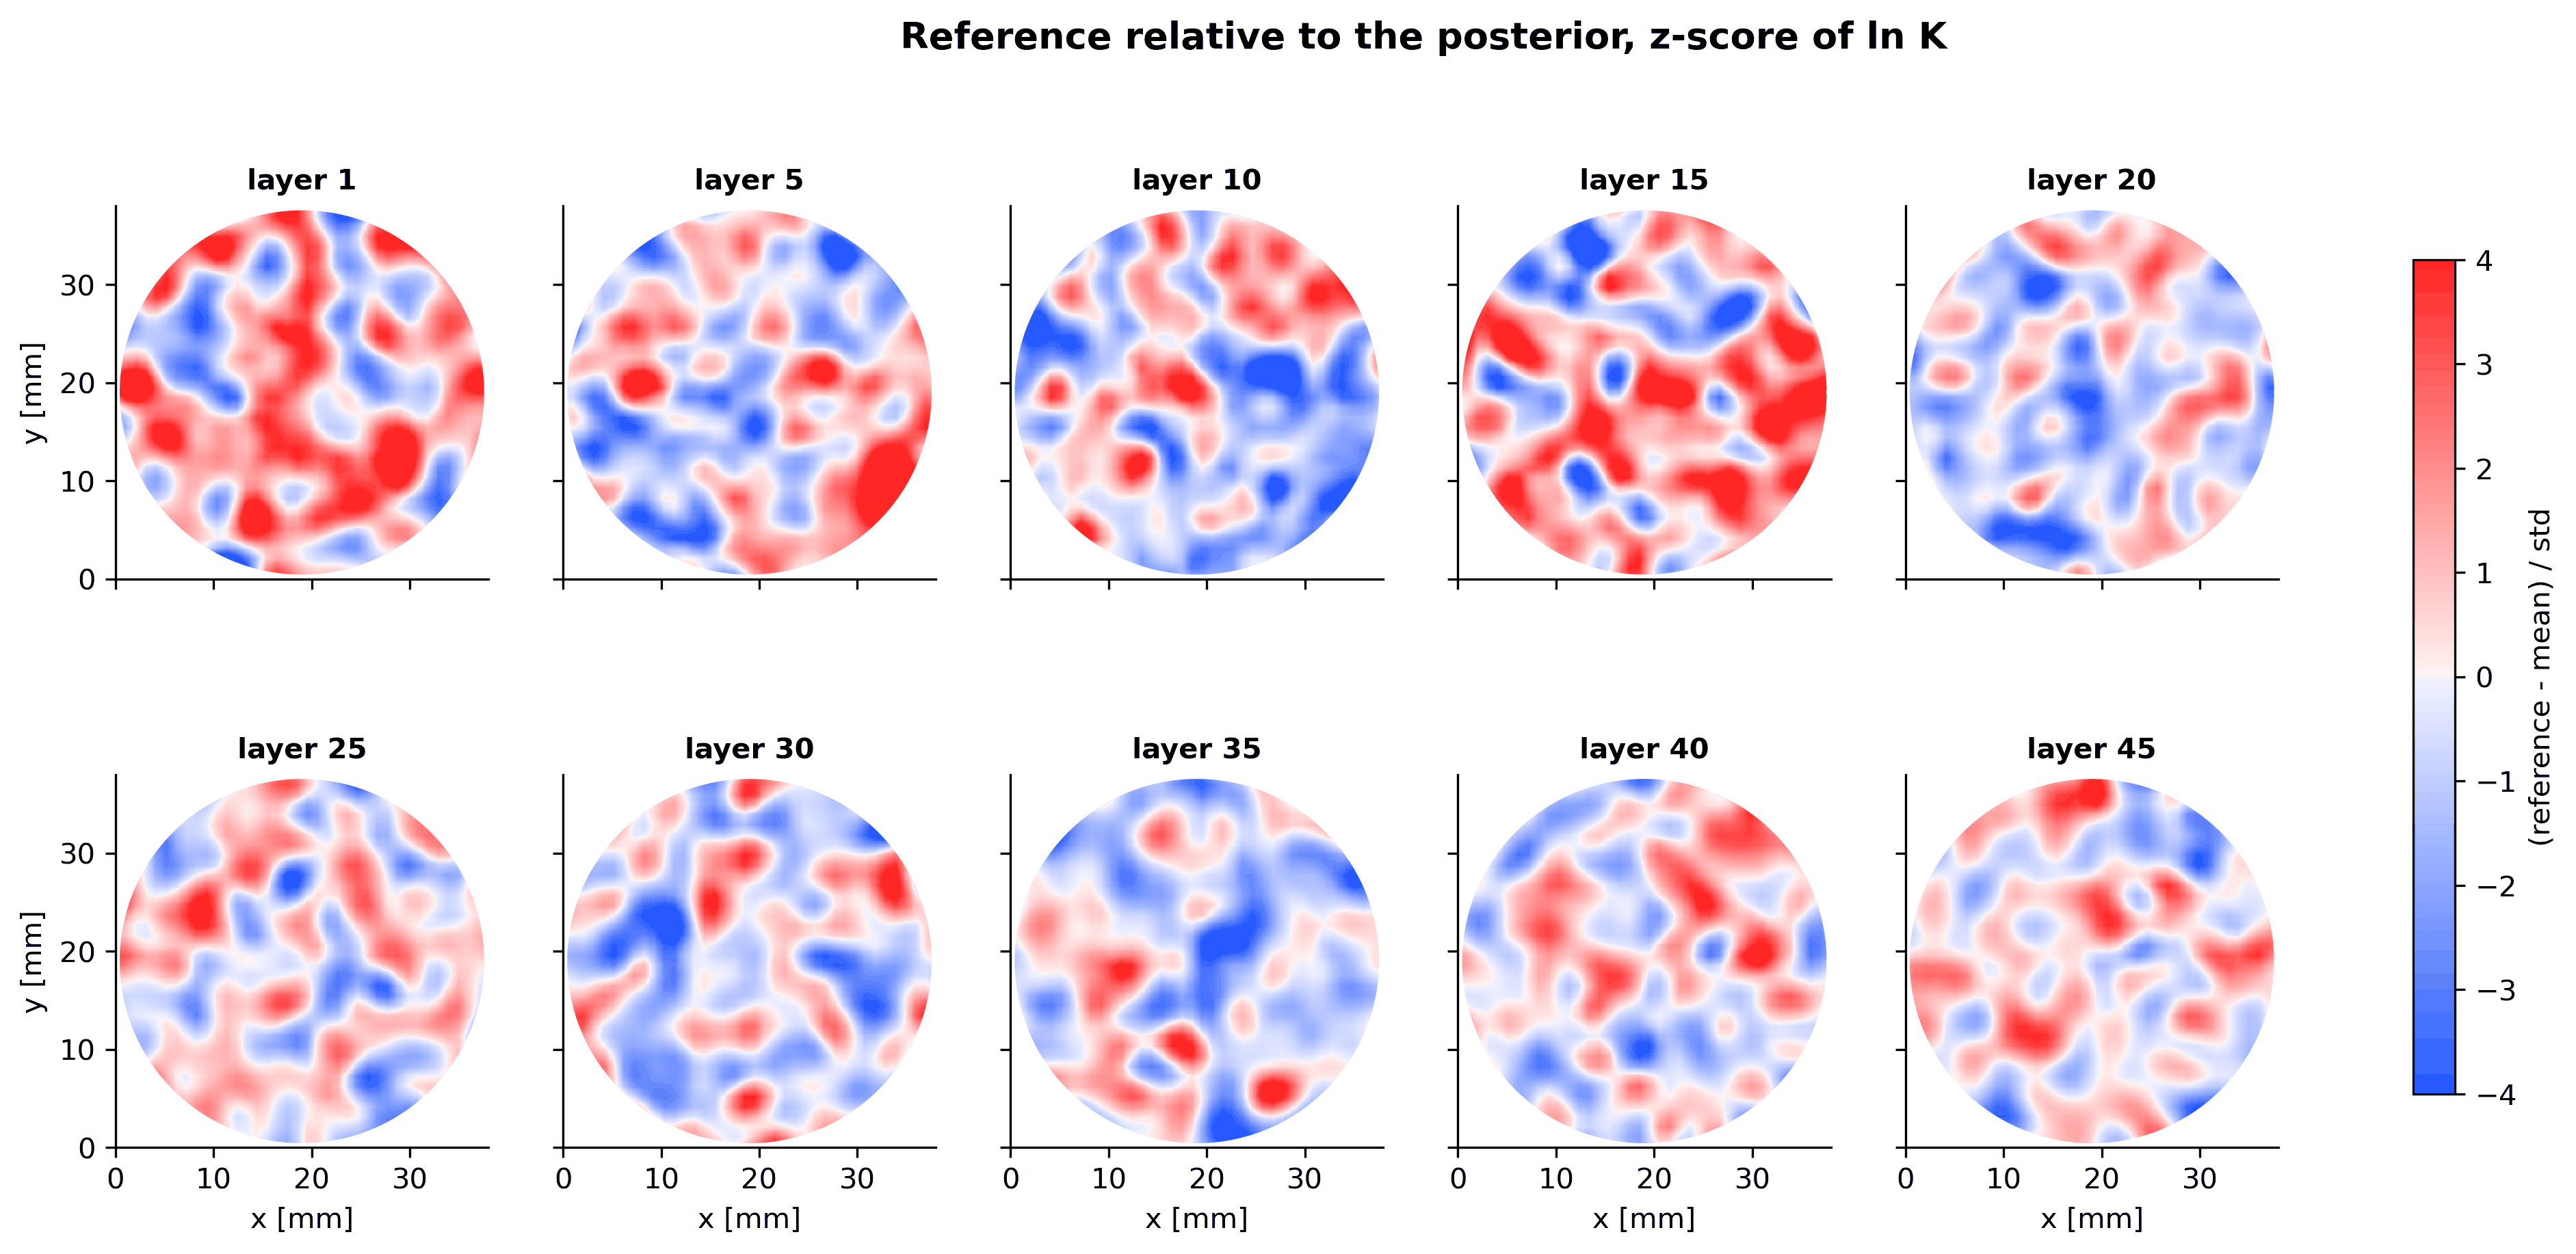 Reference relative to the posterior, z-score of ln K
layer 1
layer 5
layer 10
layer 15
layer 20
y [mm]
30
20
10
0
layer 25
layer 30
layer 35
layer 40
layer 45
y [mm]
30
20
10
0
0 10 20 30
0 10 20 30
0 10 20 30
0 10 20 30
0 10 20 30
x [mm]
x [mm]
x [mm]
x [mm]
x [mm]
4
3
2
1
0
−1
−2
−3
−4
(reference - mean) / std